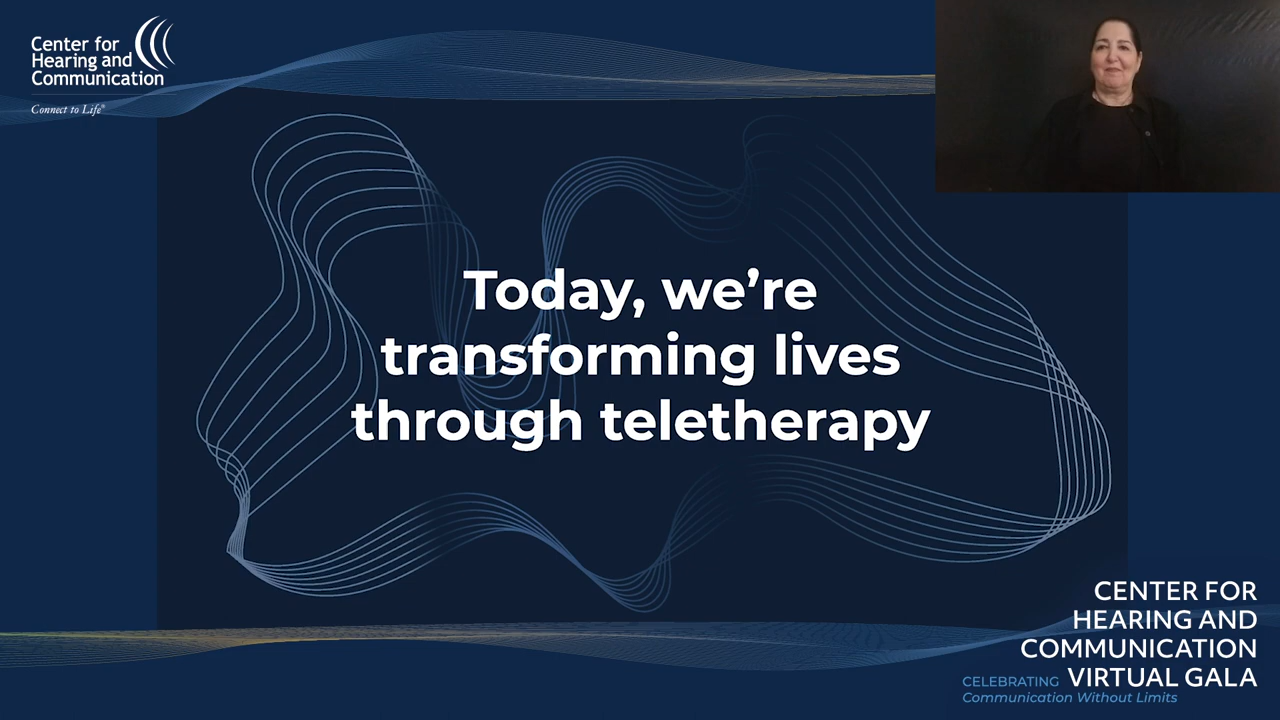 Center for
Hearing and
Communication
Connect to Life®
Today, we’re
transforming lives
through teletherapy
CENTER FOR
HEARING AND
COMMUNICATION
CELEBRATING VIRTUAL GALA
Communication Without Limits